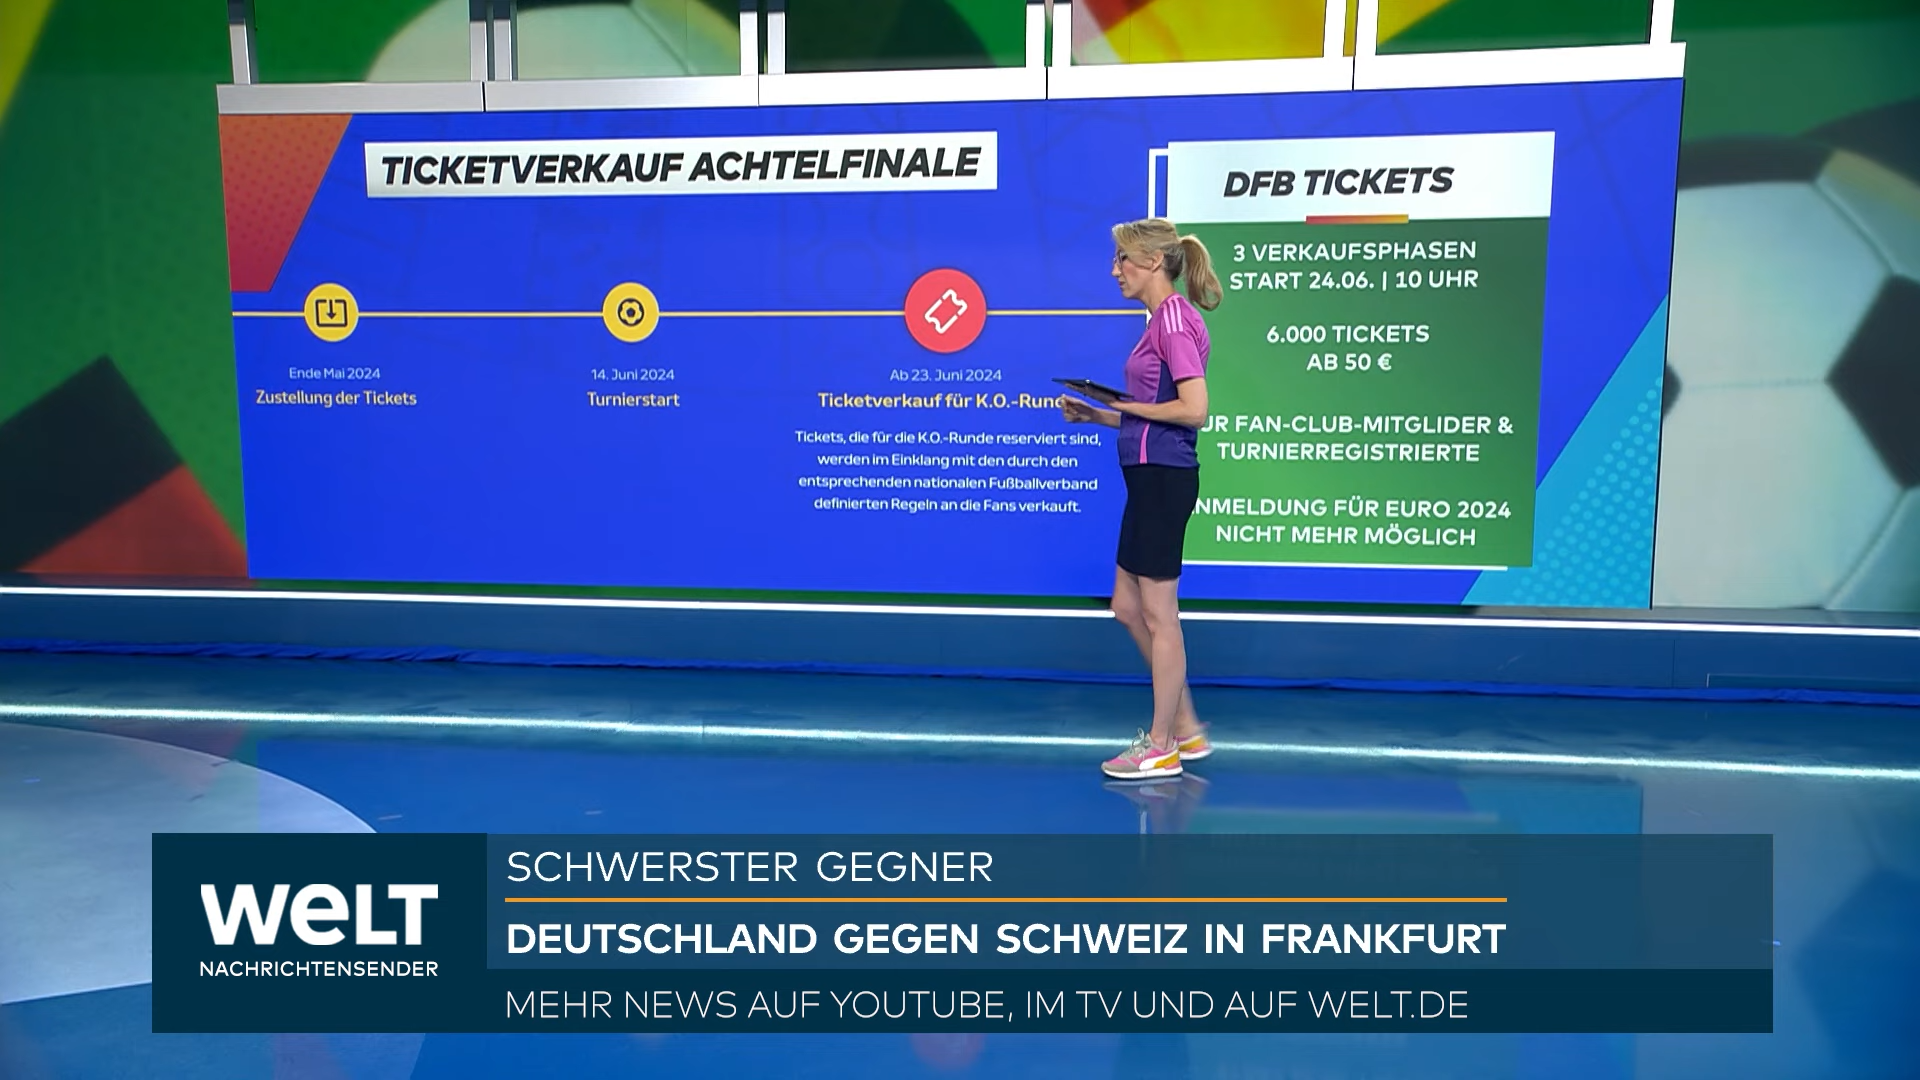 TICKETVERKAUF ACHTELFINALE
Ende Mai 2024
Zustellung der Tickets
14. Juni 2024
Turnierstart
Ab 23. Juni 2024
Ticketverkauf für K.O.-Rund
Tickets, die für die K.O.-Runde reserviert sind,
werden im Einklang mit den durch den
entsprechenden nationalen Fußballverband
definierten Regeln an die Fans verkauft.
DFB TICKETS
3 VERKAUFSPHASEN
START 24.06. | 10 UHR
6.000 TICKETS
AB 50 €
UR FAN-CLUB-MITGLIDER &
TURNIERREGISTRIERTE
NMELDUNG FÜR EURO 2024
NICHT MEHR MÖGLICH
WELT
NACHRICHTENSENDER
SCHWERSTER GEGNER
DEUTSCHLAND GEGEN SCHWEIZ IN FRANKFURT
MEHR NEWS AUF YOUTUBE, IM TV UND AUF WELT.DE